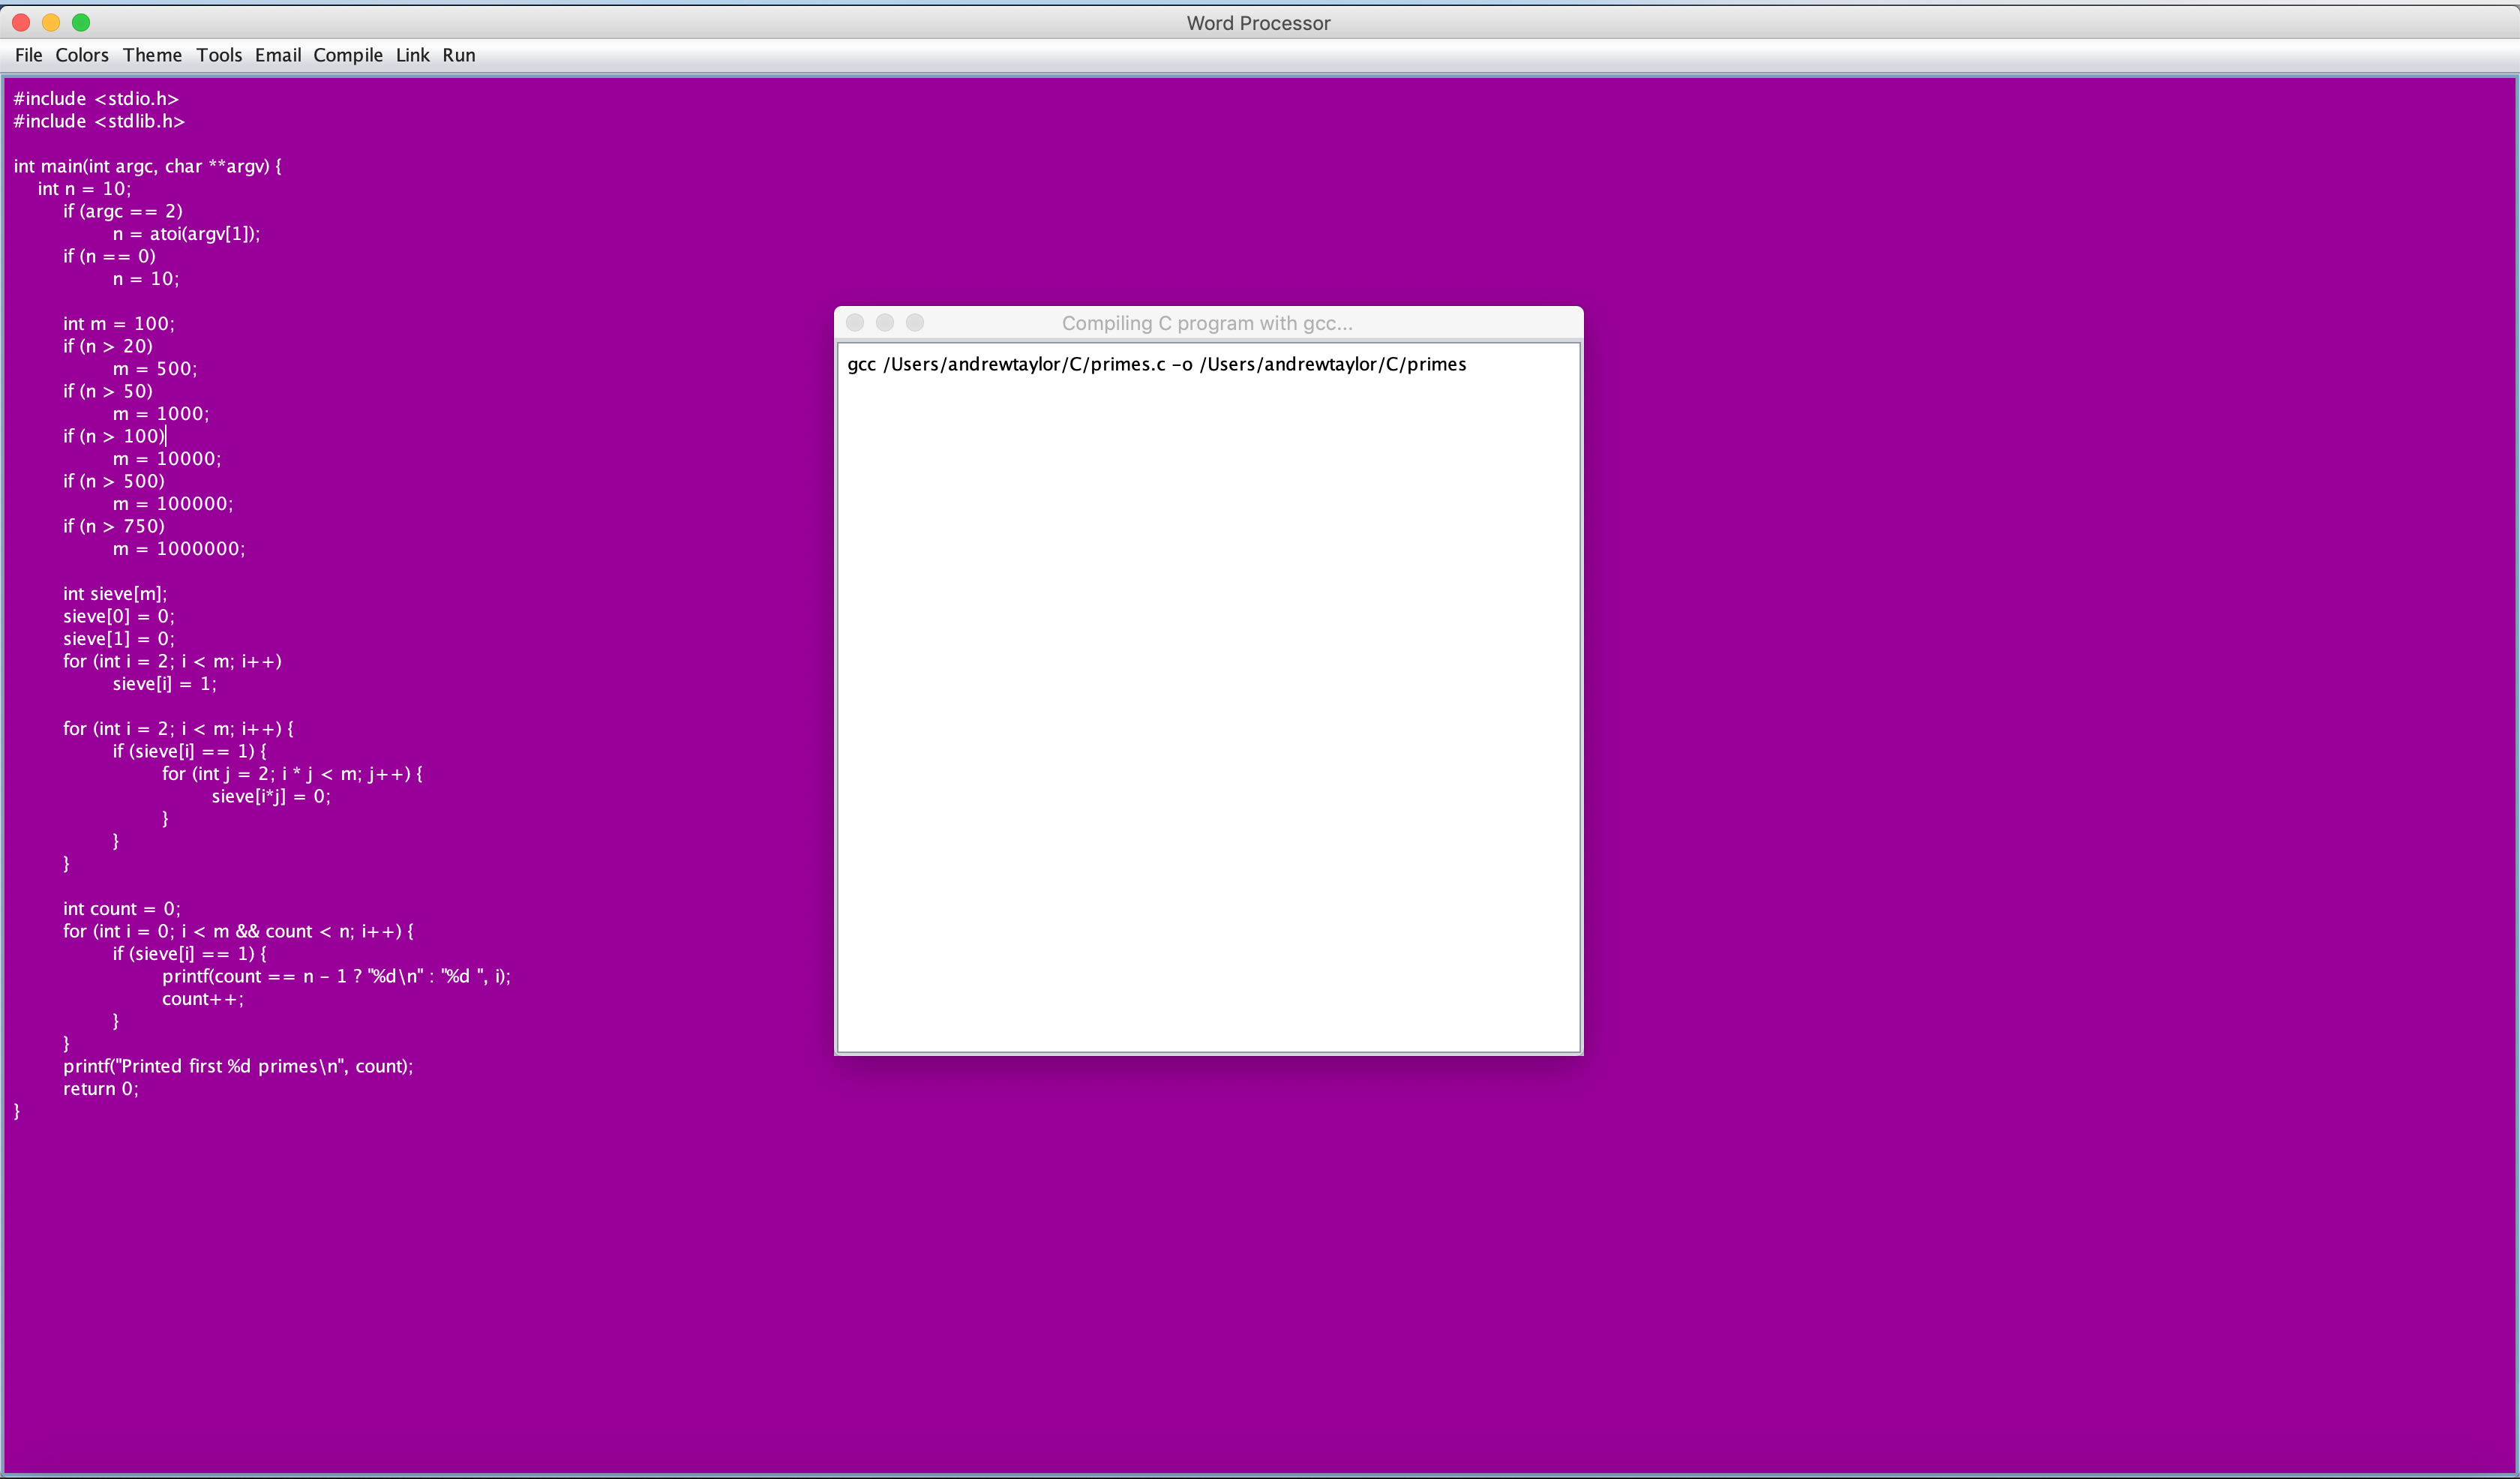 Word Processor
File Colors Theme Tools Email Compile Link Run
#include <stdio.h>
#include <stdlib.h>
int main(int argc, char **argv) {
int n = 10;
if (argc == 2)
n = atoi(argv[1]);
if (n == 0)
n = 10;
int m = 100;
if (n > 20)
m = 500;
if (n > 50)
m = 1000;
if (n > 100)
m = 10000;
if (n > 500)
m = 100000;
if (n > 750)
m = 1000000;
int sieve[m];
sieve[0] = 0;
sieve[1] = 0;
for (int i = 2; i < m; i++)
sieve[i] = 1;
for (int i = 2; i < m; i++) {
if (sieve[i] == 1) {
for (int j = 2; i * j < m; j++) {
sieve[i*j] = 0;
}
}
}
int count = 0;
for (int i = 0; i < m && count < n; i++) {
if (sieve[i] == 1) {
printf(count == n - 1 ? "%d\n" : "%d ", i);
count++;
}
}
printf("Printed first %d primes\n", count);
return 0;
}
Compiling C program with gcc...
gcc /Users/andrewtaylor/C/primes.c -o /Users/andrewtaylor/C/primes